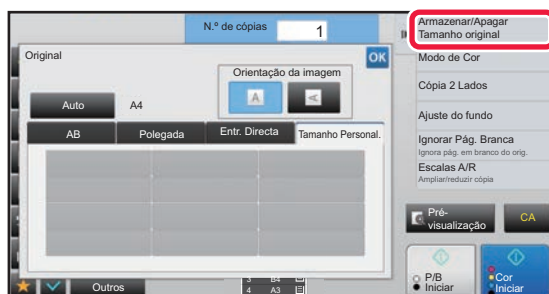 N.º de cópias
1
Original
OK
Orientação da imagem
A
A
Auto
A4
AB
Polegada
Entr. Directa
Tamanho Personal.
Armazenar/Apagar
Tamanho original
Modo de Cor
Cópia 2 Lados
Ajuste do fundo
Ignorar Pág. Branca
Ignora pág. em branco do orig.
Escalas A/R
Ampliar/reduzir cópia
Pré-
visualização
CA
Outros
3 B4
4 A3
P/B
Iniciar
Cor
Iniciar